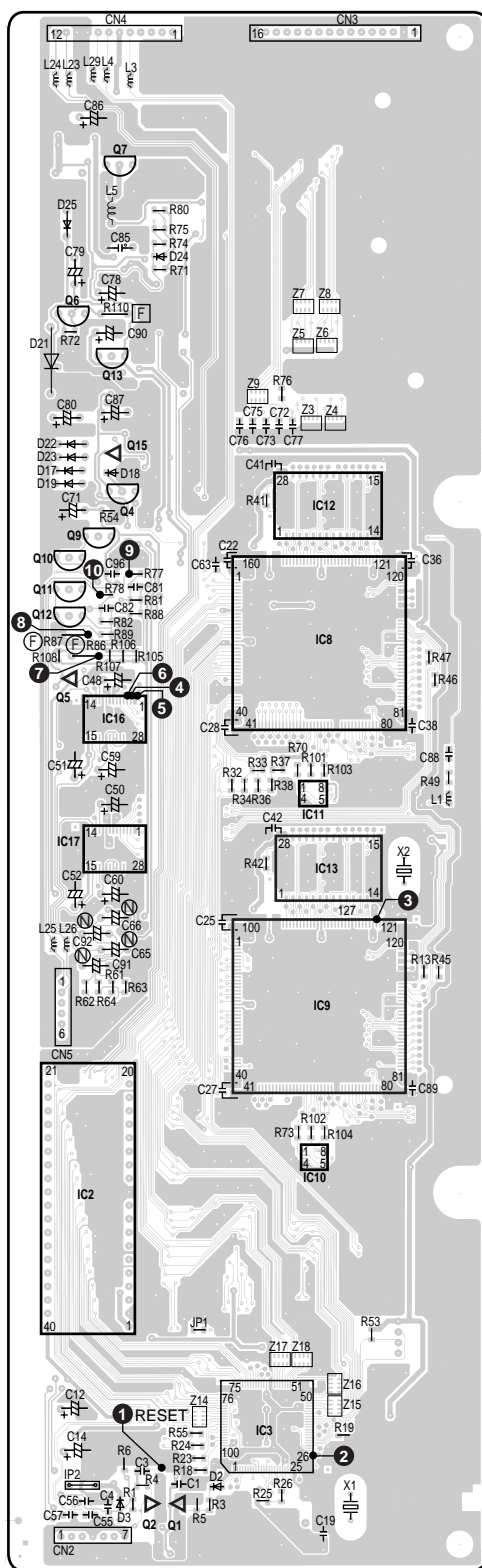 CN4
CN3
12 1
16 1
L24 L23 L29 L4 L3
C86
Q7
L5
D25
R80
R75
R74
D24
R71
C85
C79
C78
Q6
R110 F
R72
C90
D21
Q13
Z7 Z8
Z5 Z6
Z9
R76
C80
C87
C75 C72
C76 C73 C77
Z3 Z4
D22
D23
D17
D19
Q15
D18
C41
28 15
R41
IC12
1 14
C71
Q4
R54
Q9
Q10
9
C96
R77
C63
C22
160 121
C36
120
1
10
Q11
R78
C81
R81
C82
R88
Q12
R82
8
R89
F R87
F R86
R106
R108
R105
7
R107
IC8
R47
R46
C48
6
4
5
Q5
14 1
IC16
15 28
40 81
C28
41 80
C38
C88
R49
L1
C51
C59
R70
R33 R37 R101
R32
R103
R34 R36 R38
1 8
4 5
IC11
C50
C42
IC17
14 1
15 28
28 15
R42
IC13
1 14
X2
127
3
C52
C60
N
C66
C25
100 121
120
1
L25 L26
C92
N
C65
N
C91
R61
R62 R64
R63
R13 R45
1
6
CN5
IC9
40 81
C27
41 80
C89
21 20
R102
R73
R104
1 8
4 5
IC10
IC2
40 1
JP1
R53
Z17 Z18
75 51
76 50
Z16
Z15
IC3
100 26
1 25
2
R19
C12
1 RESET
Z14
R55
R24
R23
R18
C14
R6
C3
R4
C1
D2
IP2
C56
C4
C57
C55
D3
R1
Q2 Q1
R5
R3
R25
R26
X1
C19
1 7
CN2